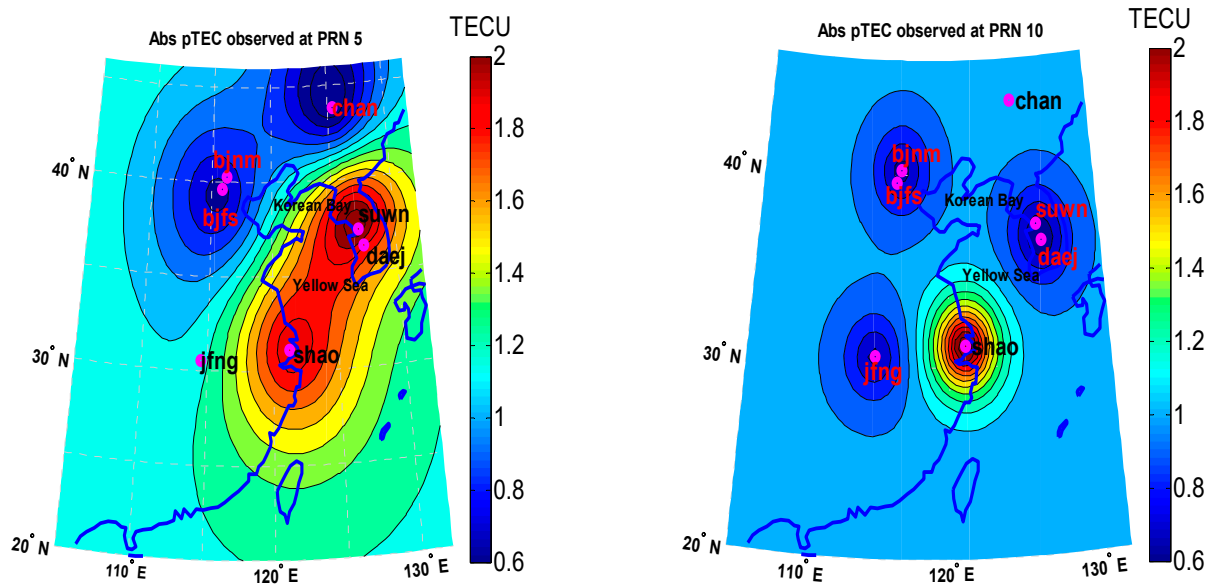 TECU
Abs pTEC observed at PRN 5
2
1.8
1.6
1.4
1.2
1
0.8
0.6
40° N
30° N
20° N
110° E
120° E
130° E
chan
bjnm
bjfs
Korean Bay
suwn
daej
Yellow Sea
jfng
shao
TECU
Abs pTEC observed at PRN 10
2
1.8
1.6
1.4
1.2
1
0.8
0.6
40° N
30° N
20° N
110° E
120° E
130° E
chan
bjnm
bjfs
Korean Bay
suwn
daej
Yellow Sea
shao
jfng